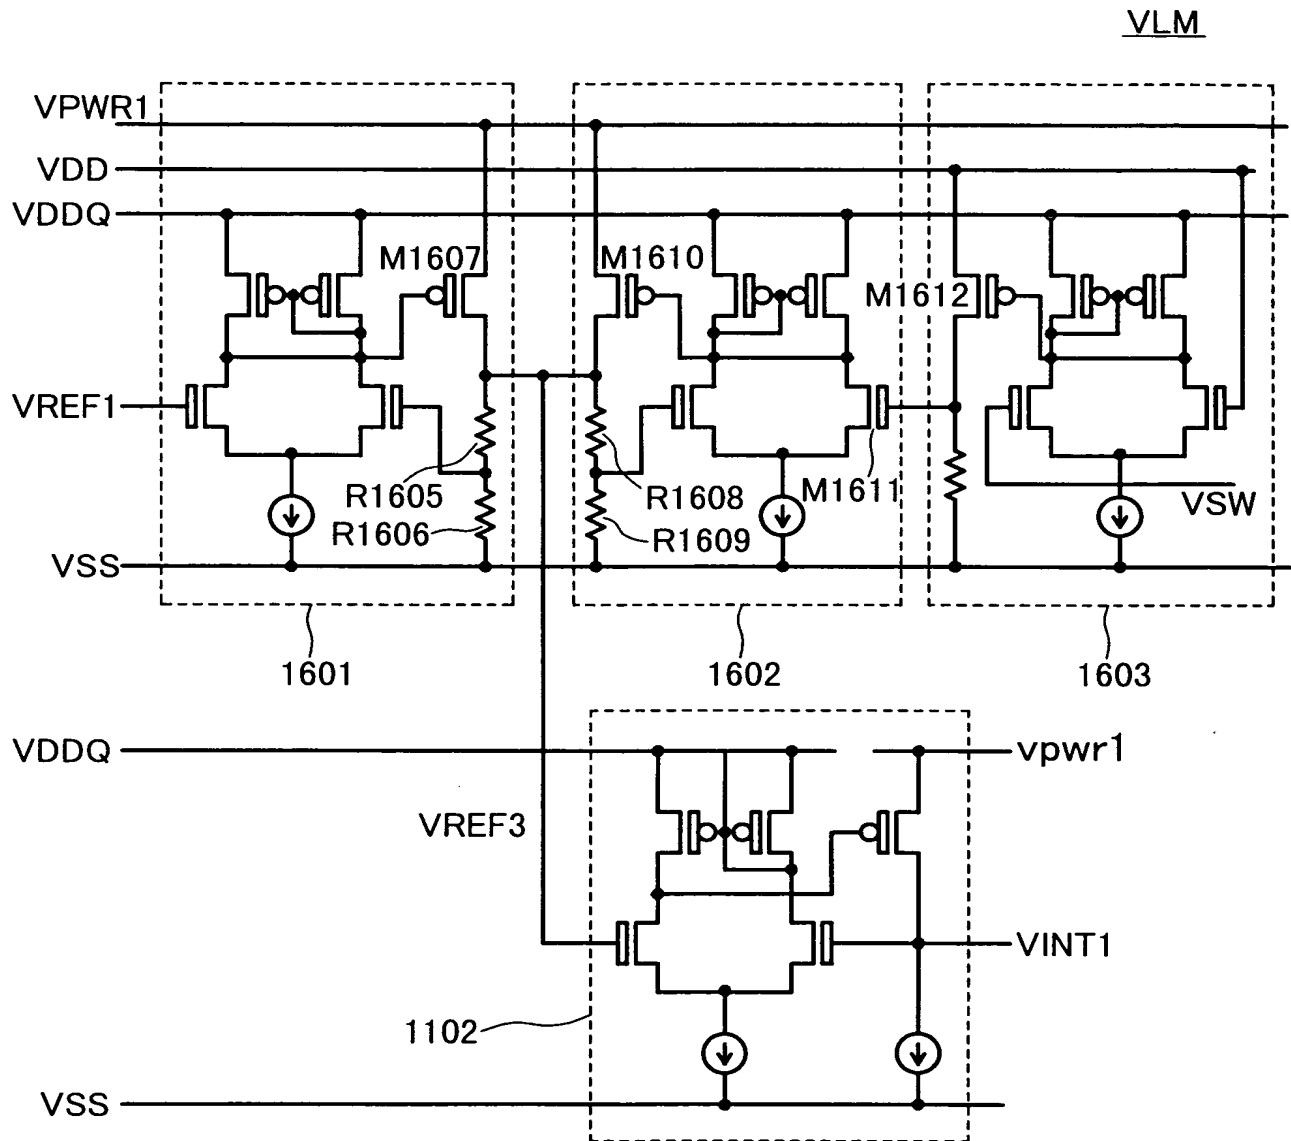 VLM
VPWR1
VDD
VDDQ
M1607
M1610
M1612
VREF1
R1605
R1608
M1611
VSW
R1606
R1609
VSS
1601
1602
1603
VDDQ
vpwr1
VREF3
VINT1
1102
VSS